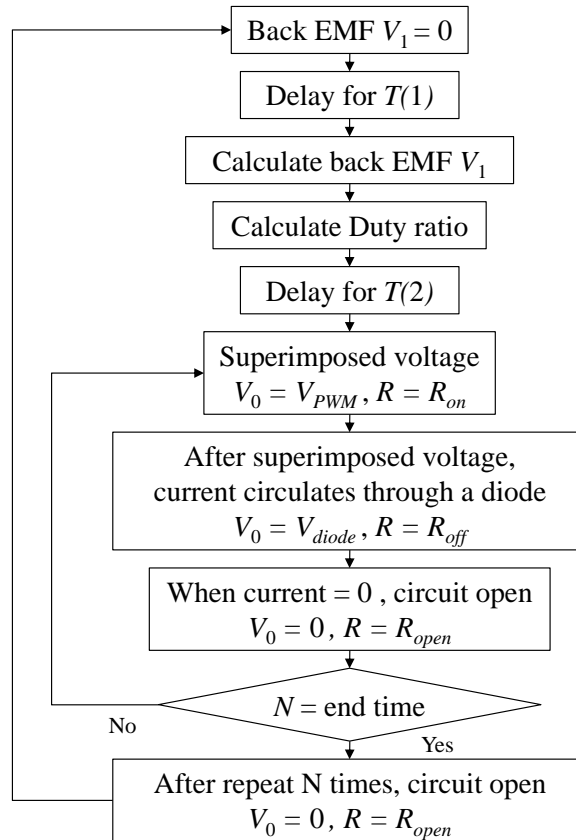 Back EMF V1 = 0
Delay for T(1)
Calculate back EMF V1
Calculate Duty ratio
Delay for T(2)
Superimposed voltage
V0 = VPWM , R = Ron
After superimposed voltage,
current circulates through a diode
V0 = Vdiode , R = Roff
When current = 0 , circuit open
V0 = 0, R = Ropen
N = end time
No
Yes
After repeat N times, circuit open
V0 = 0, R = Ropen